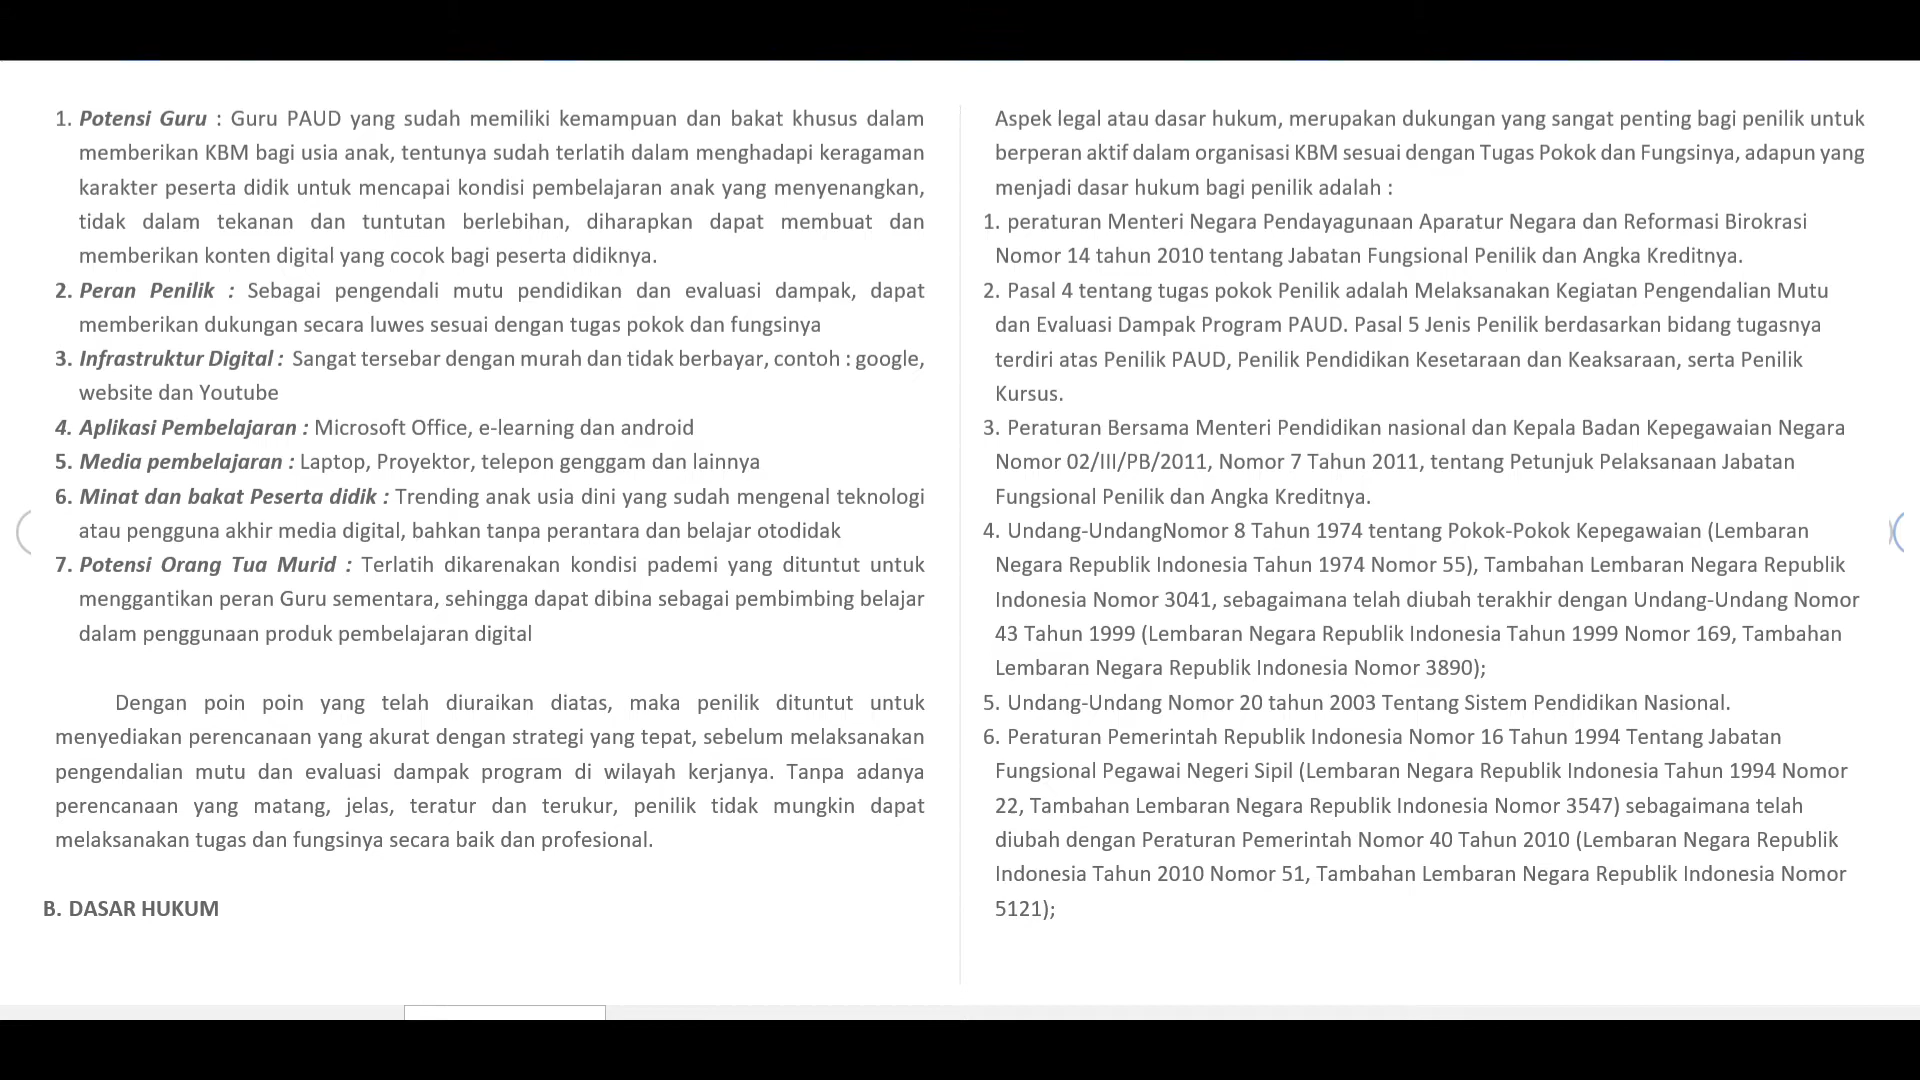 1. Potensi Guru : Guru PAUD yang sudah memiliki kemampuan dan bakat khusus dalam
memberikan KBM bagi usia anak, tentunya sudah terlatih dalam menghadapi keragaman
karakter peserta didik untuk mencapai kondisi pembelajaran anak yang menyenangkan,
tidak dalam tekanan dan tuntutan berlebihan, diharapkan dapat membuat dan
memberikan konten digital yang cocok bagi peserta didiknya.
2. Peran Penilik : Sebagai pengendali mutu pendidikan dan evaluasi dampak, dapat
memberikan dukungan secara luwes sesuai dengan tugas pokok dan fungsinya
3. Infrastruktur Digital : Sangat tersebar dengan murah dan tidak berbayar, contoh : google,
website dan Youtube
4. Aplikasi Pembelajaran : Microsoft Office, e-learning dan android
5. Media pembelajaran : Laptop, Proyektor, telepon genggam dan lainnya
6. Minat dan bakat Peserta didik : Trending anak usia dini yang sudah mengenal teknologi
atau pengguna akhir media digital, bahkan tanpa perantara dan belajar otodidak
7. Potensi Orang Tua Murid : Terlatih dikarenakan kondisi pademi yang dituntut untuk
menggantikan peran Guru sementara, sehingga dapat dibina sebagai pembimbing belajar
dalam penggunaan produk pembelajaran digital
Dengan poin poin yang telah diuraikan diatas, maka penilik dituntut untuk
menyediakan perencanaan yang akurat dengan strategi yang tepat, sebelum melaksanakan
pengendalian mutu dan evaluasi dampak program di wilayah kerjanya. Tanpa adanya
perencanaan yang matang, jelas, teratur dan terukur, penilik tidak mungkin dapat
melaksanakan tugas dan fungsinya secara baik dan profesional.
B. DASAR HUKUM
Aspek legal atau dasar hukum, merupakan dukungan yang sangat penting bagi penilik untuk
berperan aktif dalam organisasi KBM sesuai dengan Tugas Pokok dan Fungsinya, adapun yang
menjadi dasar hukum bagi penilik adalah :
1. peraturan Menteri Negara Pendayagunaan Aparatur Negara dan Reformasi Birokrasi
Nomor 14 tahun 2010 tentang Jabatan Fungsional Penilik dan Angka Kreditnya.
2. Pasal 4 tentang tugas pokok Penilik adalah Melaksanakan Kegiatan Pengendalian Mutu
dan Evaluasi Dampak Program PAUD. Pasal 5 Jenis Penilik berdasarkan bidang tugasnya
terdiri atas Penilik PAUD, Penilik Pendidikan Kesetaraan dan Keaksaraan, serta Penilik
Kursus.
3. Peraturan Bersama Menteri Pendidikan nasional dan Kepala Badan Kepegawaian Negara
Nomor 02/III/PB/2011, Nomor 7 Tahun 2011, tentang Petunjuk Pelaksanaan Jabatan
Fungsional Penilik dan Angka Kreditnya.
4. Undang-UndangNomor 8 Tahun 1974 tentang Pokok-Pokok Kepegawaian (Lembaran
Negara Republik Indonesia Tahun 1974 Nomor 55), Tambahan Lembaran Negara Republik
Indonesia Nomor 3041, sebagaimana telah diubah terakhir dengan Undang-Undang Nomor
43 Tahun 1999 (Lembaran Negara Republik Indonesia Tahun 1999 Nomor 169, Tambahan
Lembaran Negara Republik Indonesia Nomor 3890);
5. Undang-Undang Nomor 20 tahun 2003 Tentang Sistem Pendidikan Nasional.
6. Peraturan Pemerintah Republik Indonesia Nomor 16 Tahun 1994 Tentang Jabatan
Fungsional Pegawai Negeri Sipil (Lembaran Negara Republik Indonesia Tahun 1994 Nomor
22, Tambahan Lembaran Negara Republik Indonesia Nomor 3547) sebagaimana telah
diubah dengan Peraturan Pemerintah Nomor 40 Tahun 2010 (Lembaran Negara Republik
Indonesia Tahun 2010 Nomor 51, Tambahan Lembaran Negara Republik Indonesia Nomor
5121);